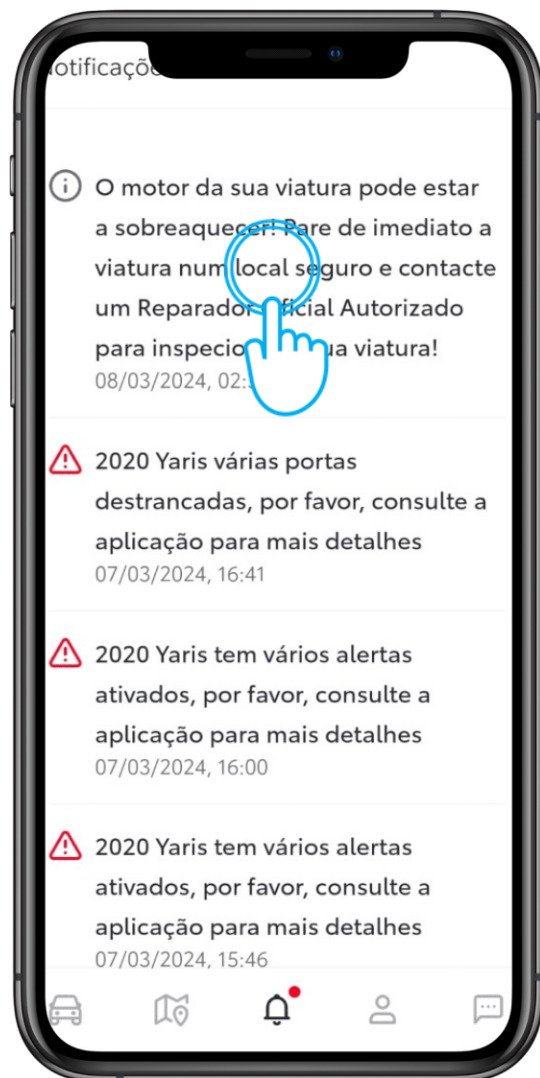 O motor da sua viatura pode estar
a sobreaquecer! Pare de imediato a
viatura num local seguro e contacte
um Reparador Oficial Autorizado
para sua viatura!
08/03/2024,
2020 Yaris várias portas
destrancadas, por favor, consulte a
aplicação para mais detalhes
07/03/2024, 16:41
2020 Yaris tem vários alertas
ativados, por favor, consulte a
aplicação para mais detalhes
07/03/2024, 16:00
2020 Yaris tem vários alertas
ativados, por favor, consulte a
aplicação para mais detalhes
07/03/2024, 15:46